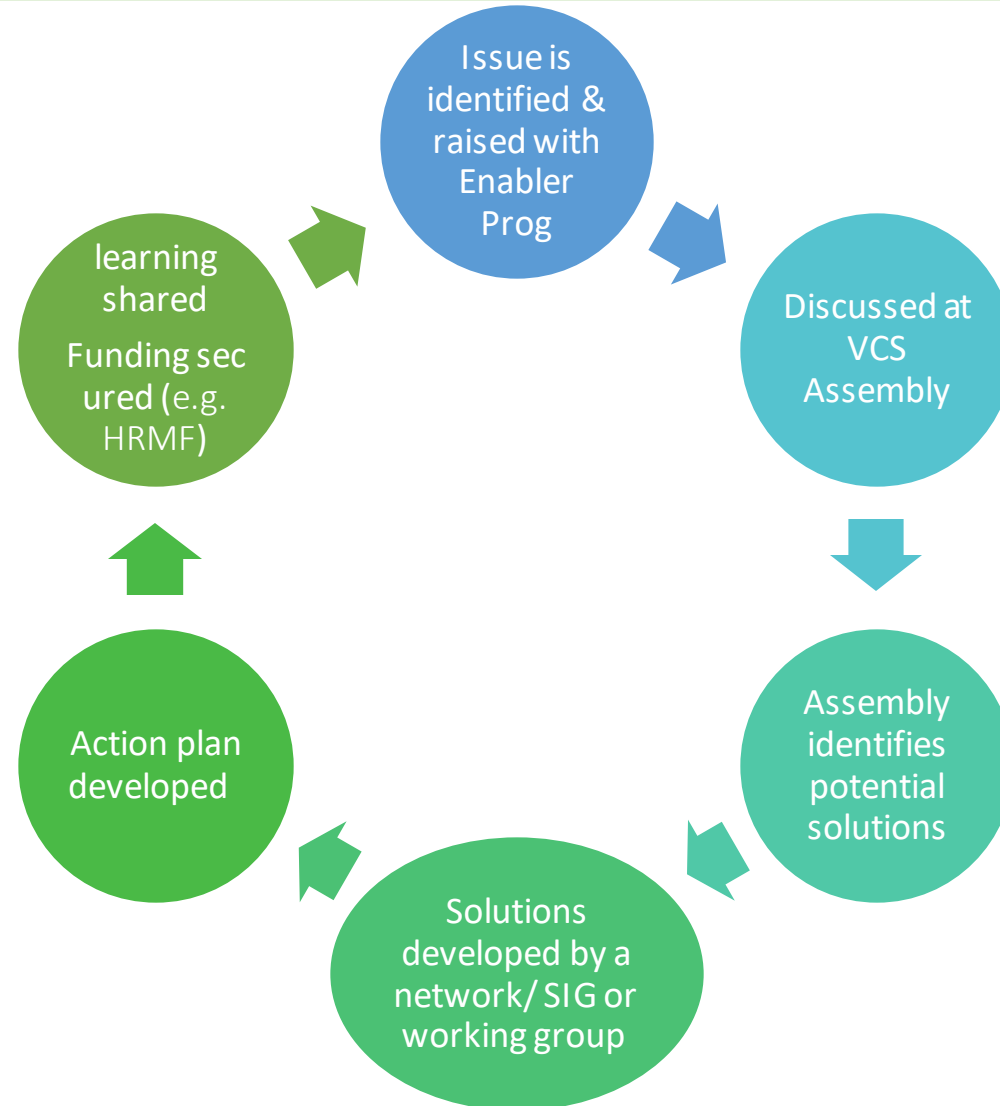 Issue is
identified &
raised with
Enabler
Prog
Discussed at
VCS
Assembly
Assembly
identifies
potential
solutions
Solutions
developed by a
network/ SIG or
working group
Action plan
developed
learning
shared
Funding sec
ured (e.g.
HRMF)